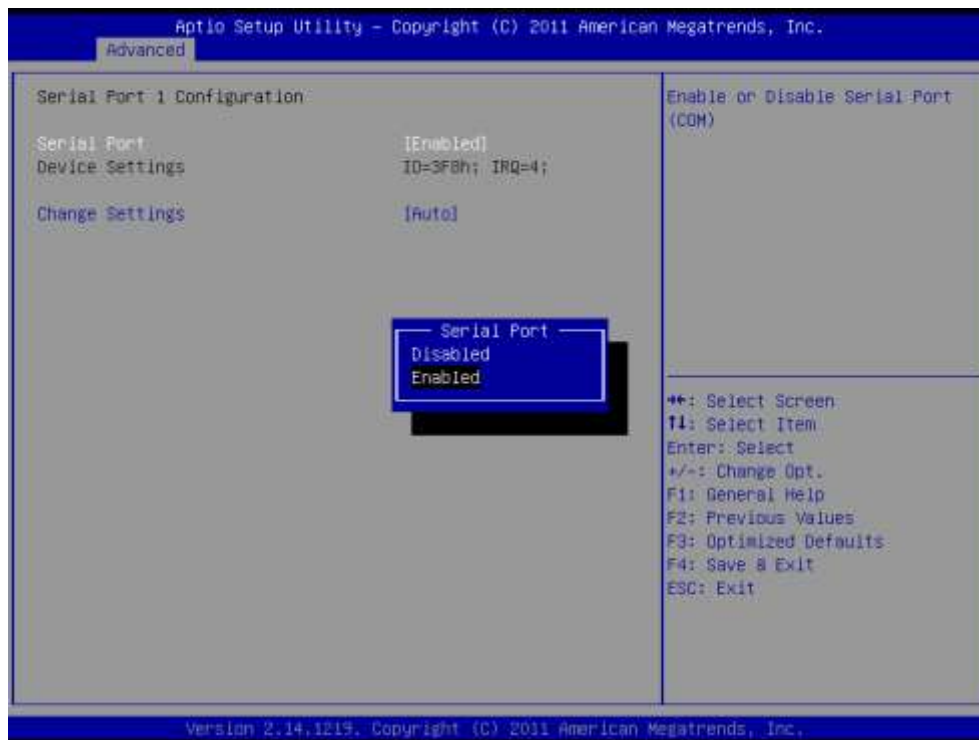 Aptio Setup Utility – Copyright (C) 2011 American Megatrends, Inc.
Advanced
Serial Port 1 Configuration
Serial Port [Enabled]
Device Settings IO=3F8h; IRQ=4;
Change Settings [Auto]
Enable or Disable Serial Port
(COM)
Serial Port
Disabled
Enabled
→←: Select Screen
↑↓: Select Item
Enter: Select
+/-: Change Opt.
F1: General Help
F2: Previous Values
F3: Optimized Defaults
F4: Save & Exit
ESC: Exit
Version 2.14.1219. Copyright (C) 2011 American Megatrends, Inc.